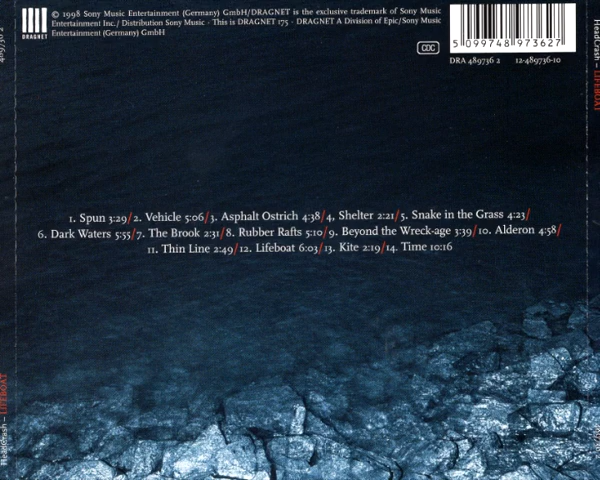 © 1998 Sony Music Entertainment (Germany) GmbH/DRAGNET is the exclusive trademark of Sony Music
Entertainment Inc./ Distribution Sony Music · This is DRAGNET 175 · DRAGNET A Division of Epic/Sony Music
Entertainment (Germany) GmbH
DRAGNET
CDC
5 099748 973627
DRA 489736 2 12-489736-10
1. Spun 3:29/2. Vehicle 5:06/3. Asphalt Ostrich 4:38/4, Shelter 2:21/5. Snake in the Grass 4:23/
6. Dark Waters 5:55/7. The Brook 2:31/8. Rubber Rafts 5:10/9. Beyond the Wreck-age 3:39/10. Alderon 4:58/
11. Thin Line 2:49/12. Lifeboat 6:03/13. Kite 2:19/14. Time 10:16
489736 2
HeadCrash – LIFEBOAT
HeadCrash – LIFEBOAT